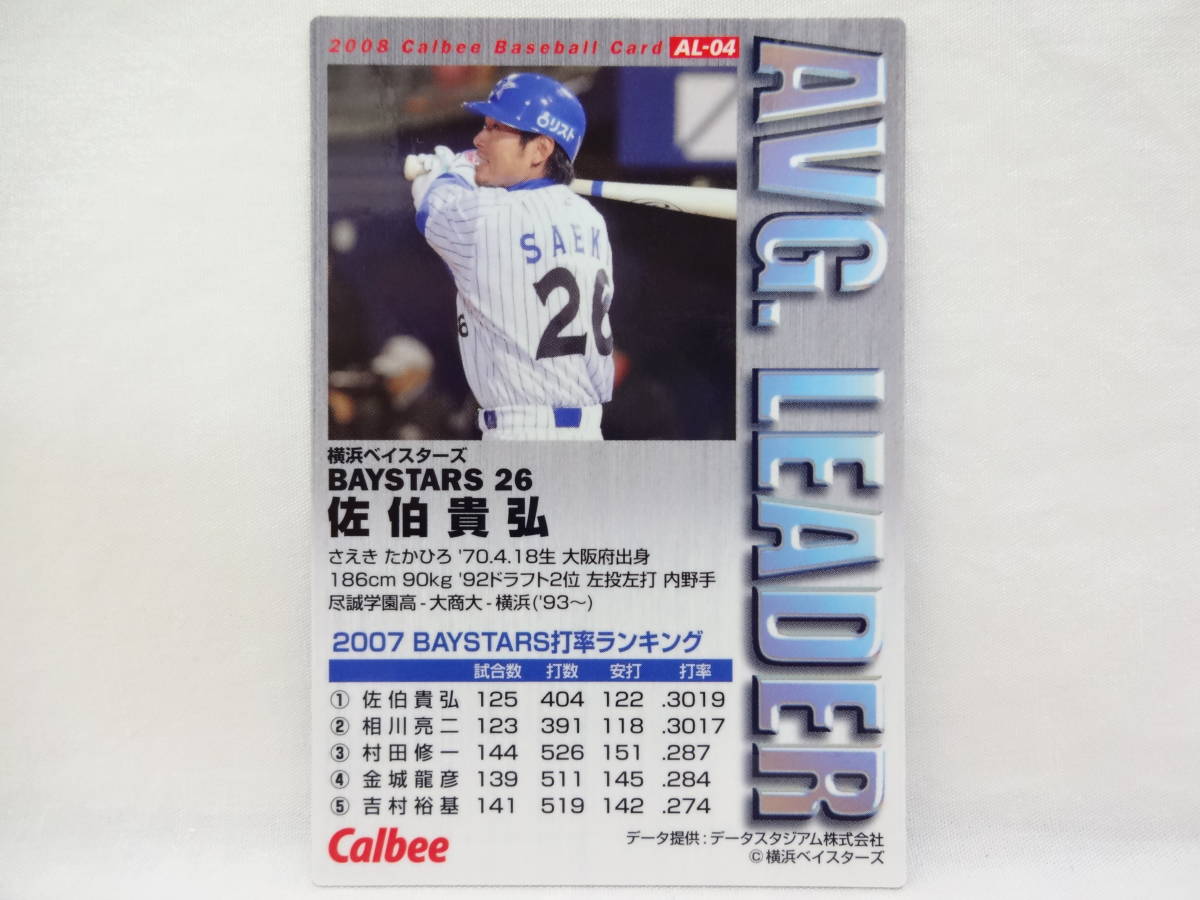 2008 Calbee Baseball Card AL-04
AVG. LEADER
リスト
SAEK
26
横浜ベイスターズ
BAYSTARS 26
佐伯貴弘
さえき たかひろ '70.4.18生 大阪府出身
186cm 90kg '92ドラフト2位 左投左打 内野手
尽誠学園高-大商大-横浜('93～)
2007 BAYSTARS打率ランキング
試合数 打数 安打 打率
① 佐伯貴弘 125 404 122 .3019
② 相川亮二 123 391 118 .3017
③ 村田修一 144 526 151 .287
④ 金城龍彦 139 511 145 .284
⑤ 吉村裕基 141 519 142 .274
Calbee
データ提供：データスタジアム株式会社
©横浜ベイスターズ